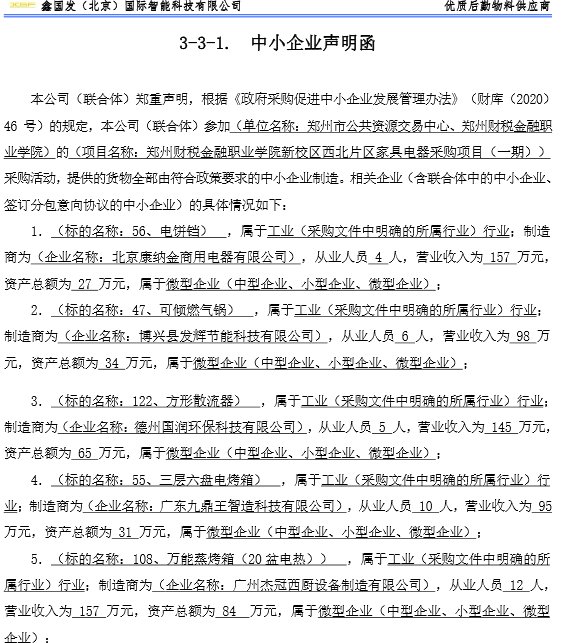 鑫国发（北京）国际智能科技有限公司 优质后勤物料供应商
3-3-1. 中小企业声明函
本公司（联合体）郑重声明，根据《政府采购促进中小企业发展管理办法》（财库（2020）
46 号）的规定，本公司（联合体）参加（单位名称：郑州市公共资源交易中心、郑州财税金融职
业学院）的（项目名称：郑州财税金融职业学院新校区西北片区家具电器采购项目（一期））
采购活动，提供的货物全部由符合政策要求的中小企业制造。相关企业（含联合体中的中小企业、
签订分包意向协议的中小企业）的具体情况如下：
1. （标的名称：56、电饼铛） ，属于工业（采购文件中明确的所属行业）行业；制造
商为（企业名称：北京康纳金商用电器有限公司），从业人员 4 人，营业收入为 157 万元，
资产总额为 27 万元，属于微型企业（中型企业、小型企业、微型企业）；
2. （标的名称：47、可倾燃气锅） ，属于工业（采购文件中明确的所属行业）行业；
制造商为（企业名称：博兴县发辉节能科技有限公司），从业人员 6 人，营业收入为 98 万
元，资产总额为 34 万元，属于微型企业（中型企业、小型企业、微型企业）；
3. （标的名称：122、方形散流器） ，属于工业（采购文件中明确的所属行业）行业；
制造商为（企业名称：德州国润环保科技有限公司），从业人员 5 人，营业收入为 145 万元，
资产总额为 65 万元，属于微型企业（中型企业、小型企业、微型企业）；
4. （标的名称：55、三层六盘电烤箱） ，属于工业（采购文件中明确的所属行业）行
业；制造商为（企业名称：广东九鼎王智造科技有限公司），从业人员 10 人，营业收入为 95
万元，资产总额为 31 万元，属于微型企业（中型企业、小型企业、微型企业）；
5. （标的名称：108、万能蒸烤箱（20 盆电热）） ，属于工业（采购文件中明确的所
属行业）行业；制造商为（企业名称：广州杰冠西厨设备制造有限公司），从业人员 12 人，
营业收入为 157 万元，资产总额为 84 万元，属于微型企业（中型企业、小型企业、微型
企业）；